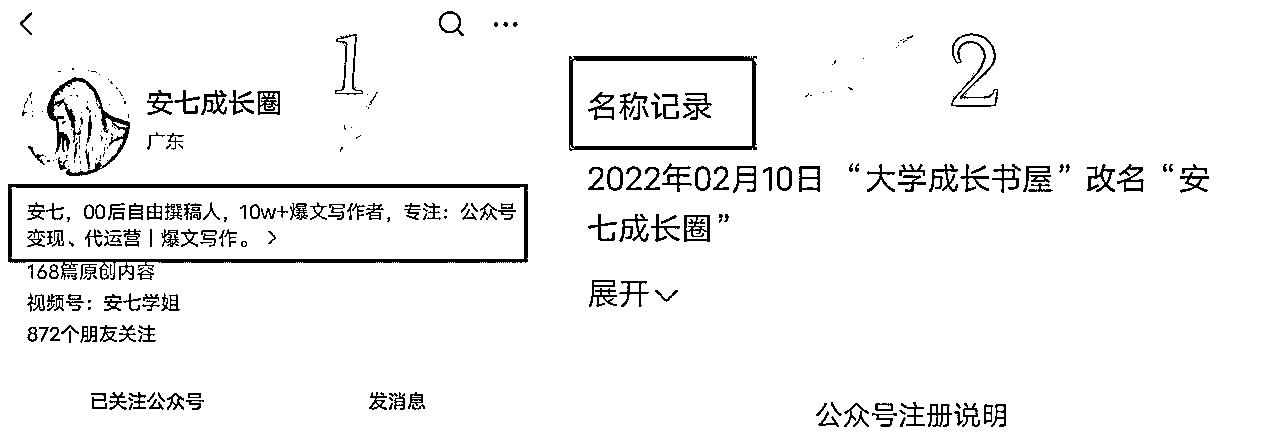 1
安七成长圈
广东
安七，00后自由撰稿人，10w+爆文写作者，专注：公众号
变现、代运营丨爆文写作。 >
168篇原创内容
视频号：安七学姐
872个朋友关注
已关注公众号 发消息
2
名称记录
2022年02月10日 “大学成长书屋” 改名 “安
七成长圈”
展开
公众号注册说明